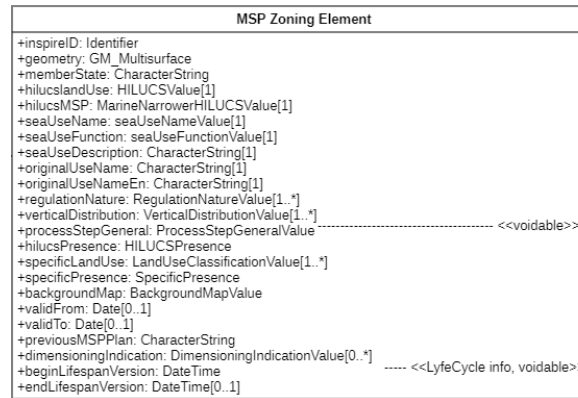 MSP Zoning Element
+inspireID: Identifier
+geometry: GM_Multisurface
+memberState: CharacterString
+hilucslandUse: HILUCSValue[1]
+hilucsMSP: MarineNarrowerHILUCSValue[1]
+seaUseName: seaUseNameValue[1]
+seaUseFunction: seaUseFunctionValue[1]
+seaUseDescription: CharacterString[1]
+originalUseName: CharacterString[1]
+originalUseNameEn: CharacterString[1]
+regulationNature: RegulationNatureValue[1..*]
+verticalDistribution: VerticalDistributionValue[1..*]
+processStepGeneral: ProcessStepGeneralValue <<voidable>>
+hilucsPresence: HILUCSPresence
+specificLandUse: LandUseClassificationValue[1..*]
+specificPresence: SpecificPresence
+backgroundMap: BackgroundMapValue
+validFrom: Date[0..1]
+validTo: Date[0..1]
+previousMSPPlan: CharacterString
+dimensioningIndication: DimensioningIndicationValue[0..*]
+beginLifespanVersion: DateTime <<LyfeCycle info, voidable>>
+endLifespanVersion: DateTime[0..1]